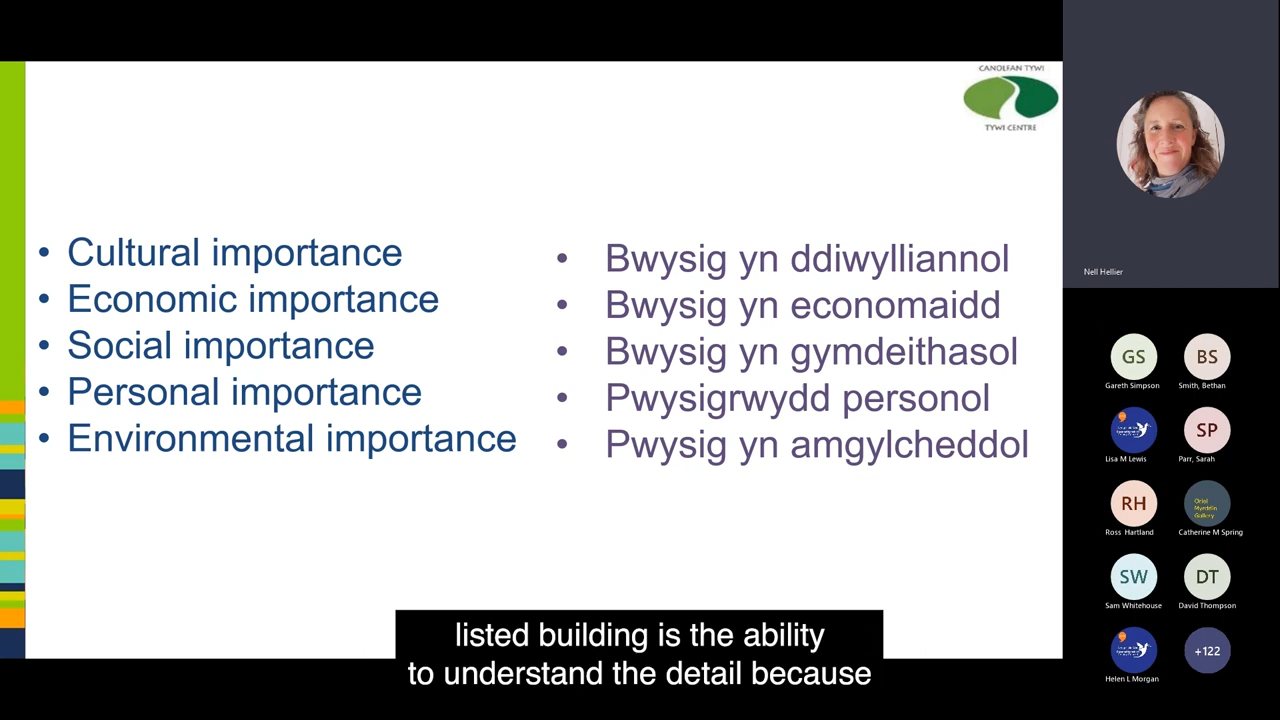 CANOLFAN TYWI
TYWI CENTRE
• Cultural importance
• Economic importance
• Social importance
• Personal importance
• Environmental importance
• Bwysig yn ddiwylliannol
• Bwysig yn economaidd
• Bwysig yn gymdeithasol
• Pwysigrwydd personol
• Pwysig yn amgylcheddol
listed building is the ability
to understand the detail because
Nell Hellier
GS
BS
Gareth Simpson
Smith, Bethan
SP
Lisa M Lewis
Parr, Sarah
RH
Oriel
Myrddin
Gallery
Ross Hartland
Catherine M Spring
SW
DT
Sam Whitehouse
David Thompson
+122
Helen L Morgan